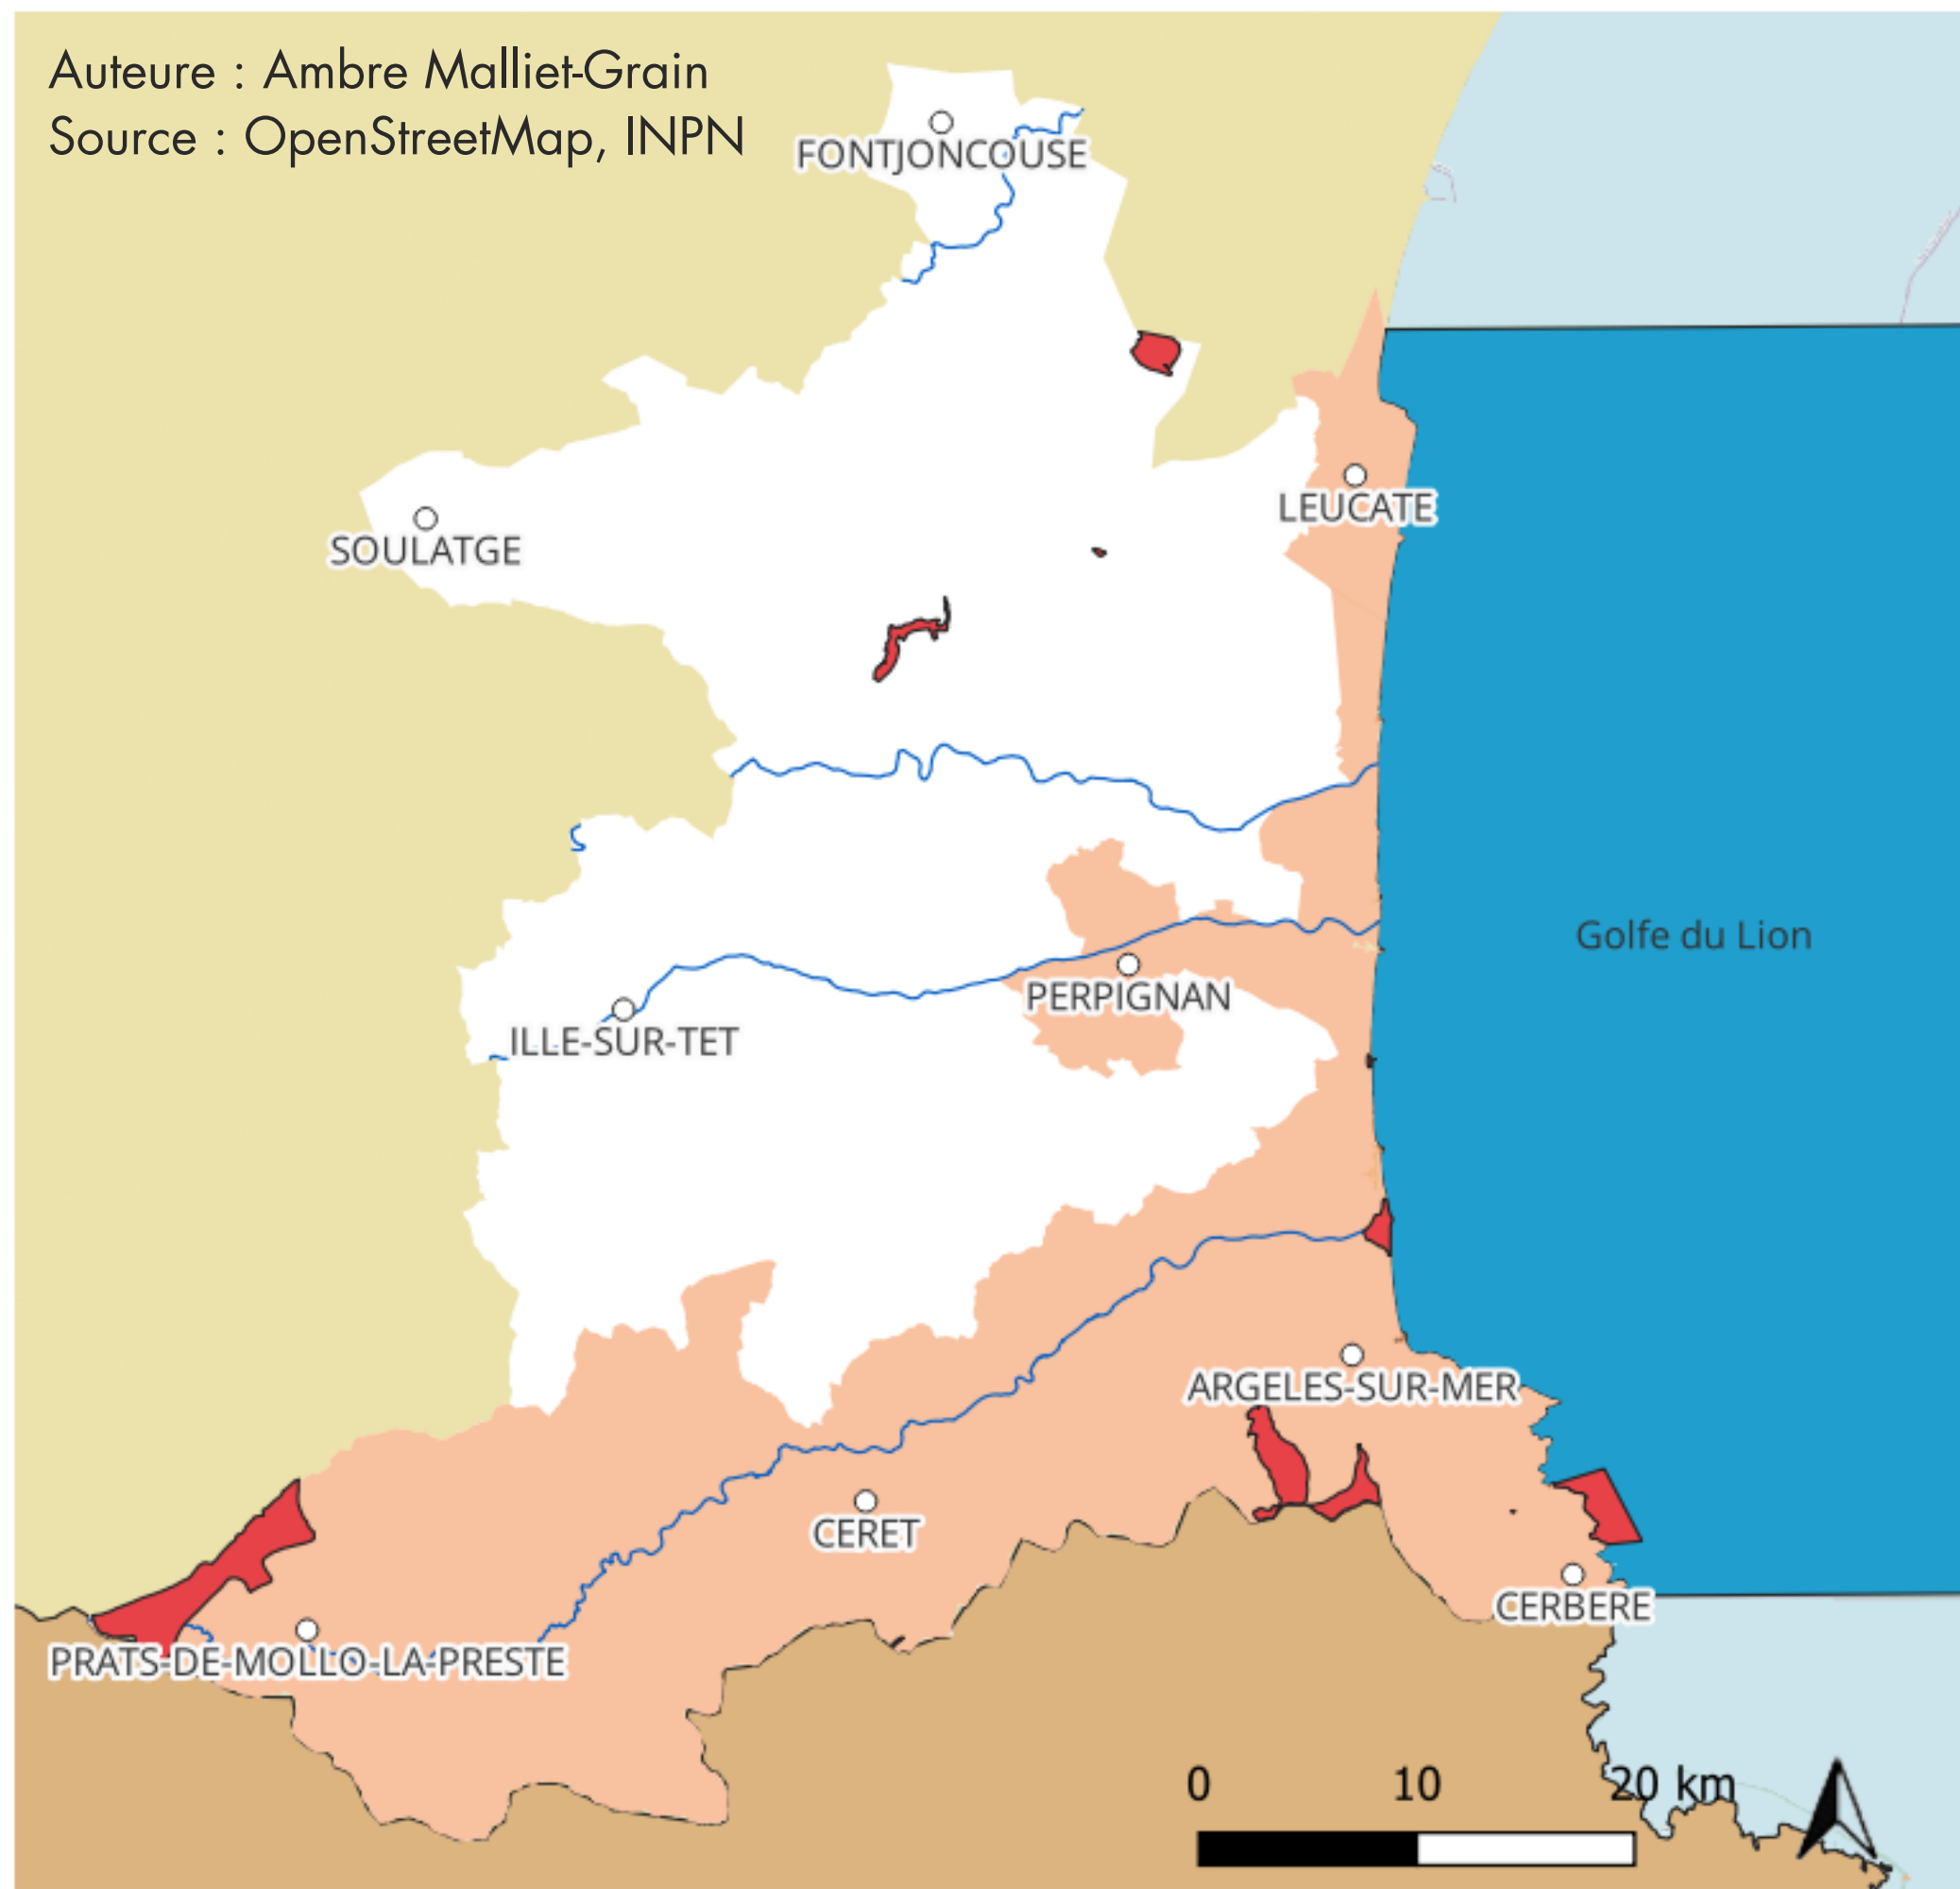 Auteure : Ambre Malliet-Grain
Source : OpenStreetMap, INPN
FONTJONCOUSE
LEUCATE
SOULATGE
Golfe du Lion
PERPIGNAN
ILLE-SUR-TET
ARGELES-SUR-MER
CERET
CERBERE
PRATS-DE-MOLLO-LA-PRESTE
0 10 20 km